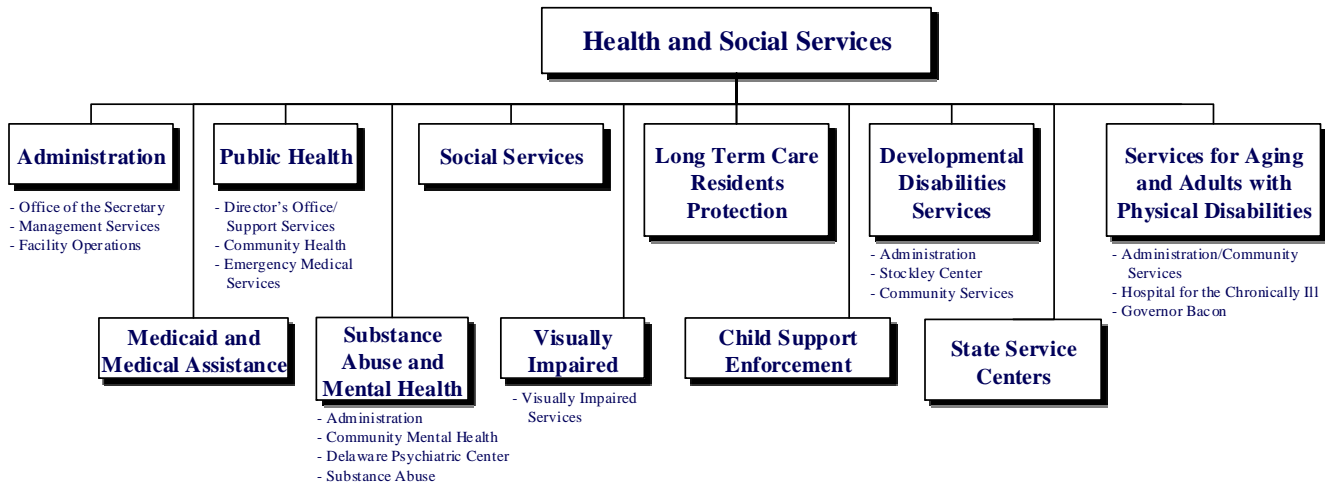 Health and Social Services
Administration
- Office of the Secretary
- Management Services
- Facility Operations
Public Health
- Director's Office/
Support Services
- Community Health
- Emergency Medical
Services
Social Services
Long Term Care
Residents
Protection
Developmental
Disabilities
Services
- Administration
- Stockley Center
- Community Services
Services for Aging
and Adults with
Physical Disabilities
- Administration/Community
Services
- Hospital for the Chronically Ill
- Governor Bacon
Medicaid and
Medical Assistance
Substance
Abuse and
Mental Health
- Administration
- Community Mental Health
- Delaware Psychiatric Center
- Substance Abuse
Visually
Impaired
- Visually Impaired
Services
Child Support
Enforcement
State Service
Centers